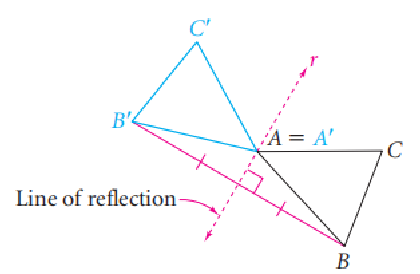 C'
r
B'
A = A'
C
Line of reflection
B